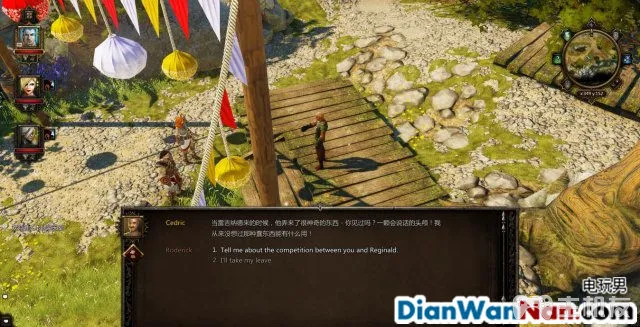 x:349 y:152
Cedric
当雷吉纳德来的时候，他弄来了很神奇的东西，你见过吗？一颗会说话的头颅！我
从来没想过那种蠢东西能有什么用！
Roderick
1. Tell me about the competition between you and Reginald.
2. I'll take my leave.
电玩男
DianWanNan.com